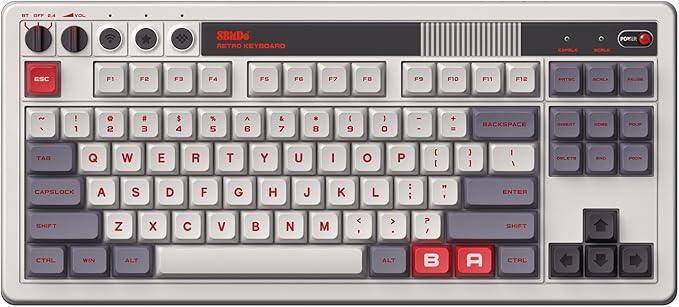 BT OFF 2.4 VOL
8BitDo
RETRO KEYBOARD
CAPSLK SCRLK
POWER
ESC F1 F2 F3 F4 F5 F6 F7 F8 F9 F10 F11 F12 PRTSC SCRLK PAUSE
~ ! @ # $ % ^ & * ( ) _ + BACKSPACE INSERT HOME PGUP
` 1 2 3 4 5 6 7 8 9 0 - =
TAB Q W E R T Y U I O P { } | DELETE END PGDN
[ ] \
CAPSLOCK A S D F G H J K L : " ENTER
; '
SHIFT Z X C V B N M < > ? SHIFT
, . /
CTRL WIN ALT ALT B A CTRL